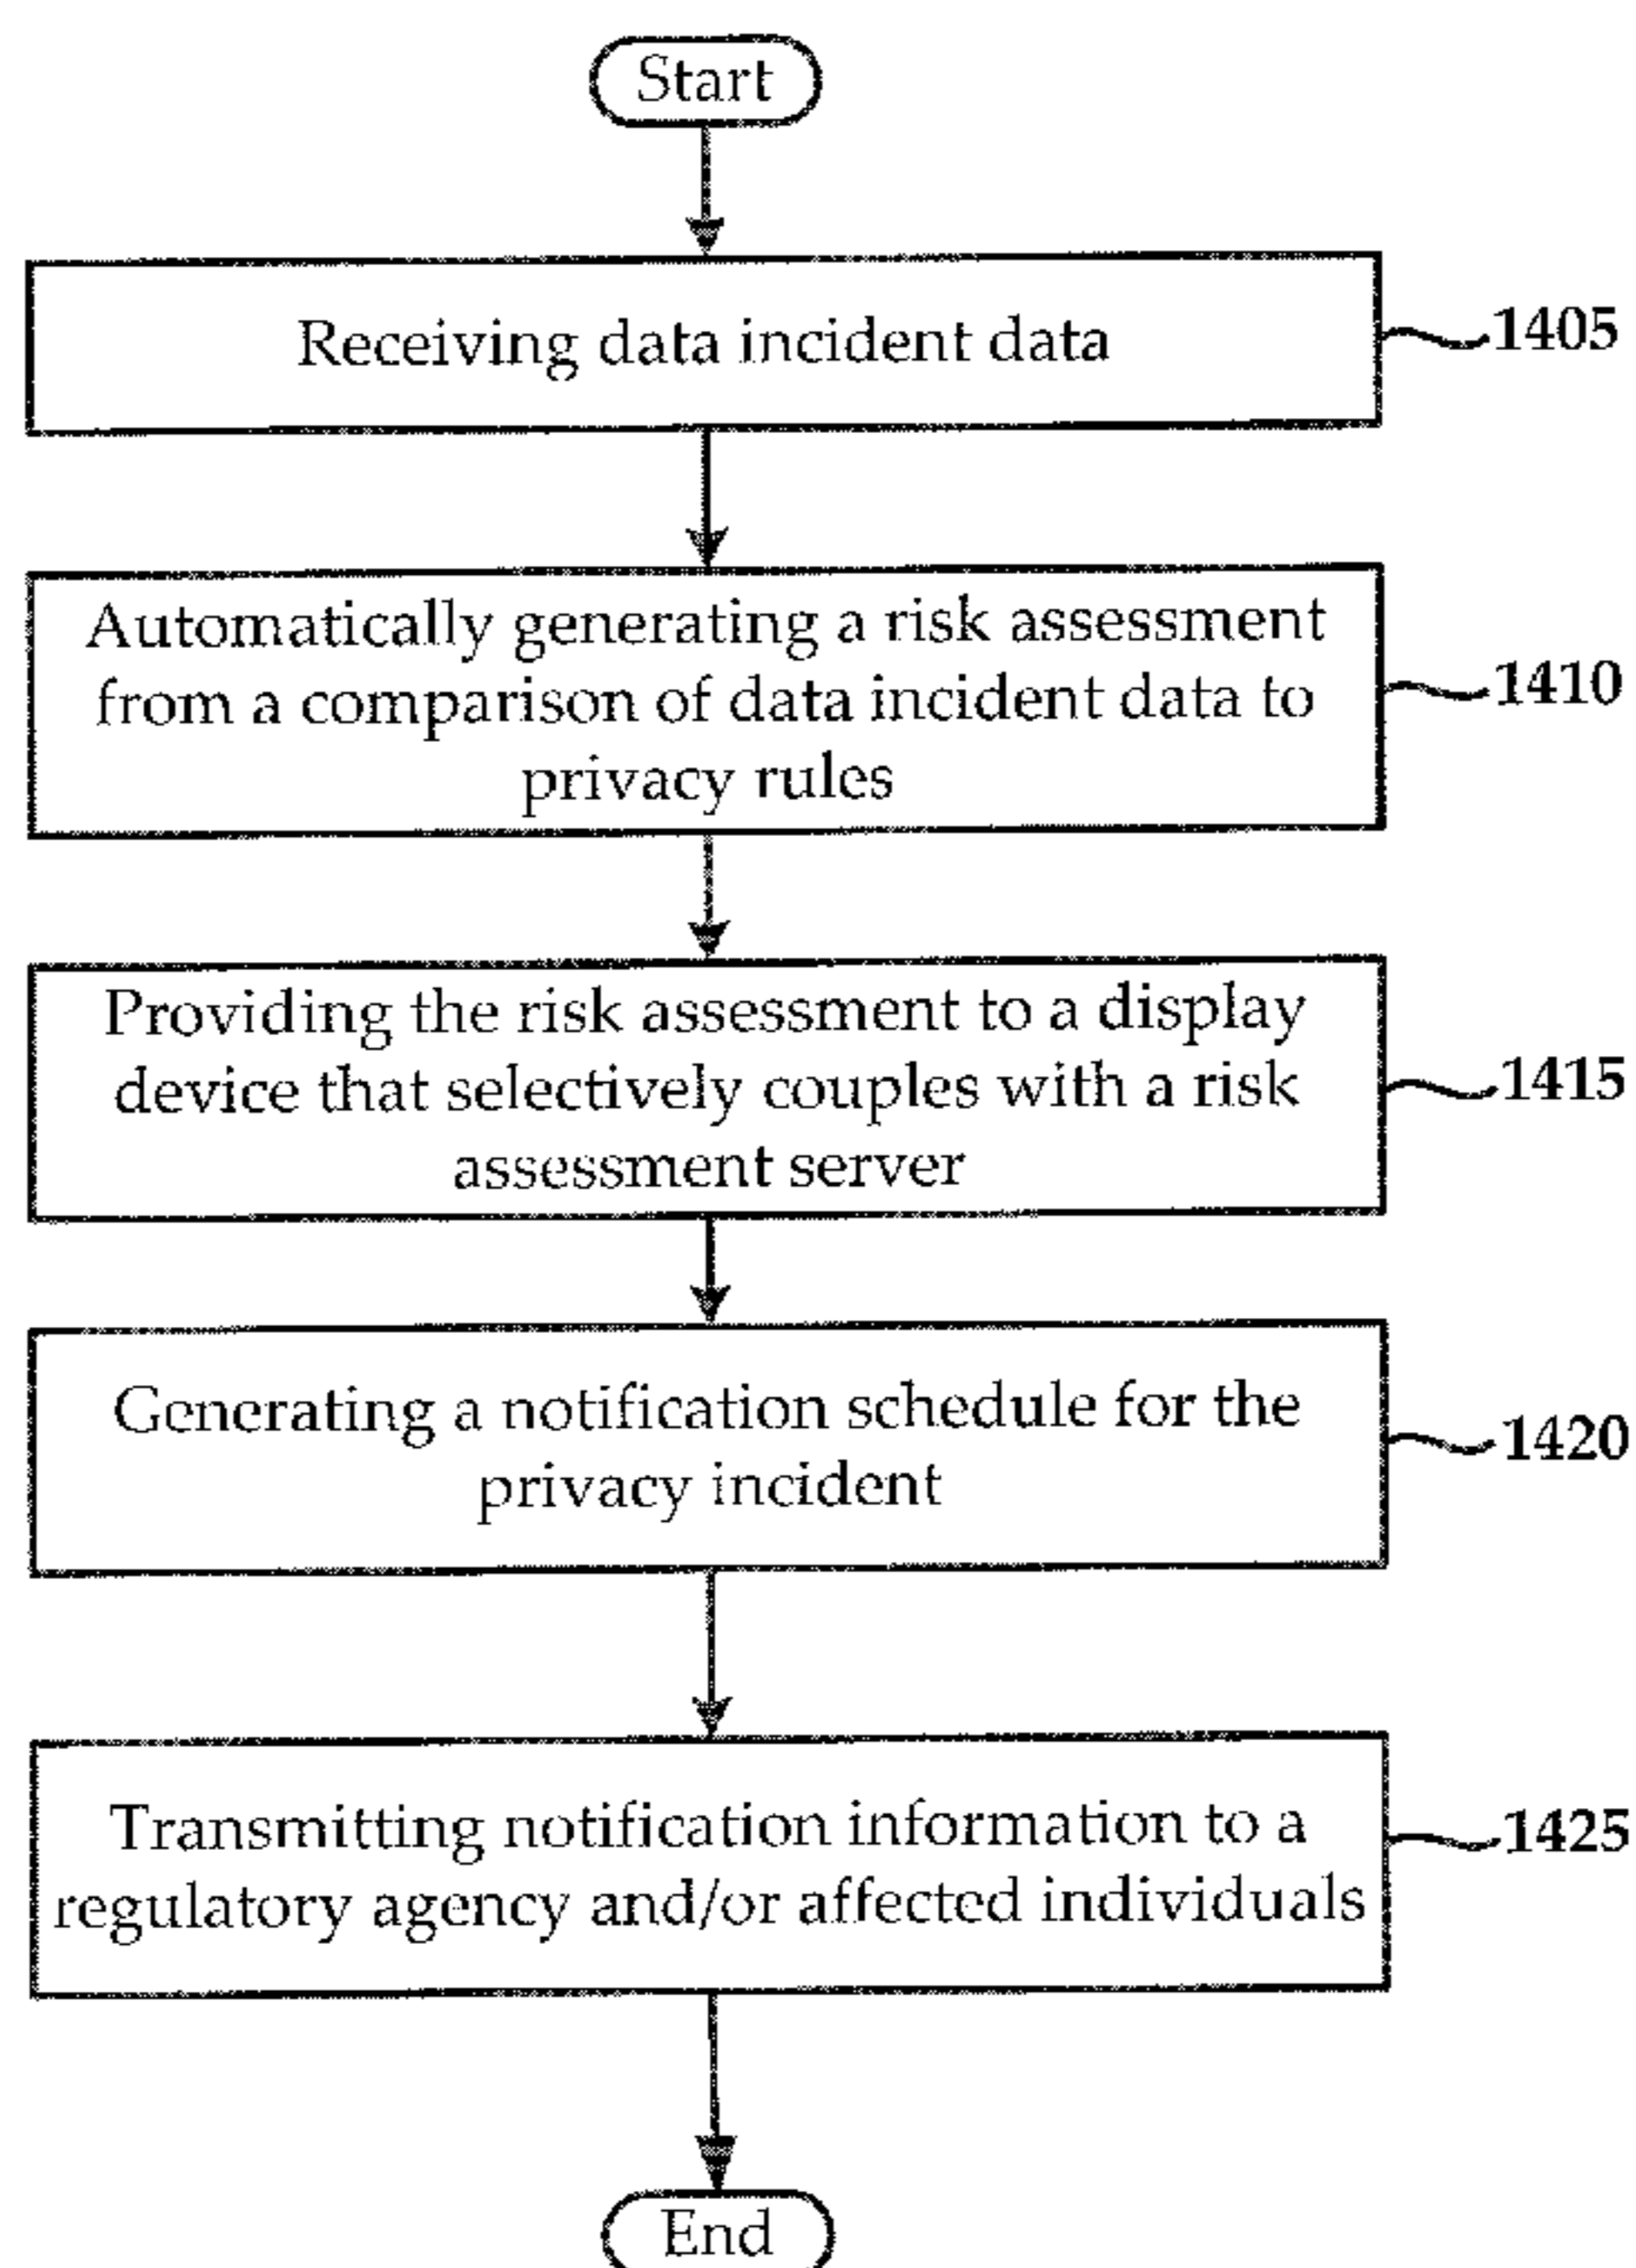 Start
Receiving data incident data
1405
Automatically generating a risk assessment
from a comparison of data incident data to
privacy rules
1410
Providing the risk assessment to a display
device that selectively couples with a risk
assessment server
1415
Generating a notification schedule for the
privacy incident
1420
Transmitting notification information to a
regulatory agency and/or affected individuals
1425
End